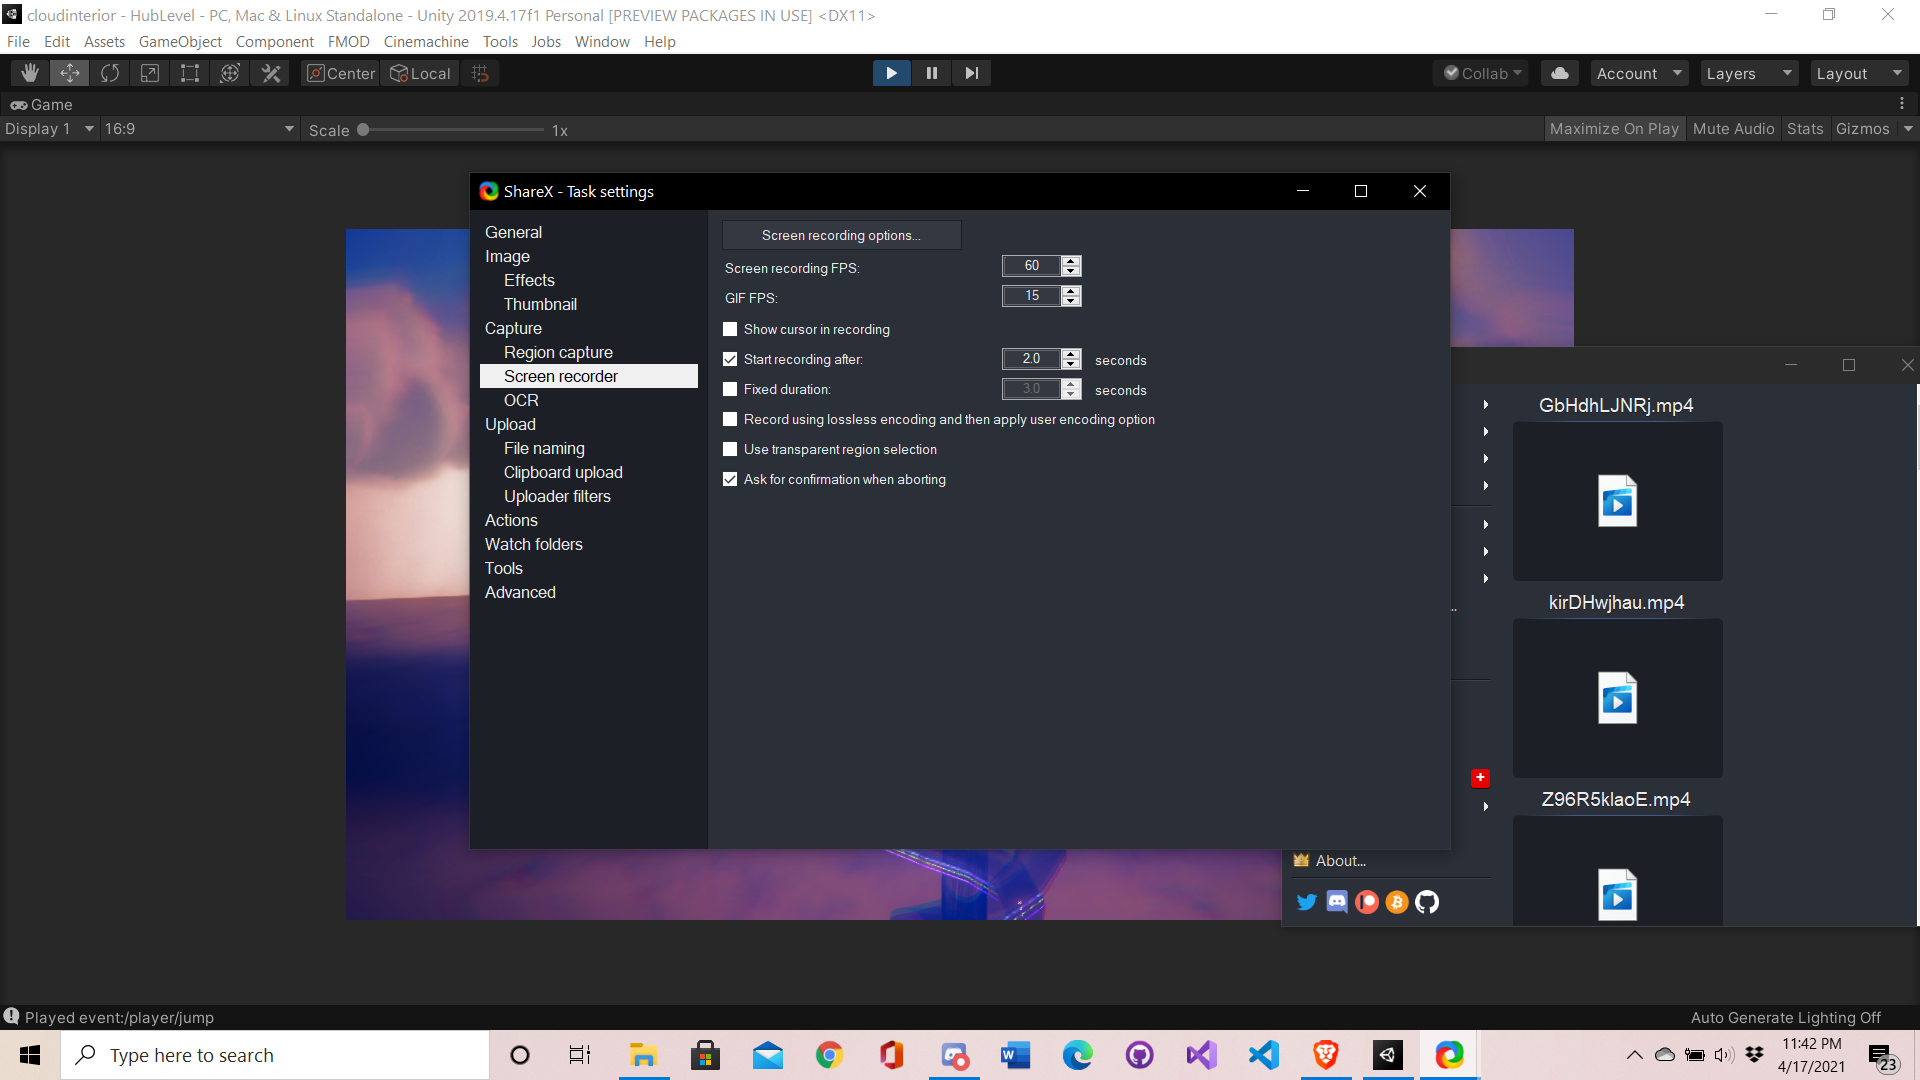 cloudinterior - HubLevel - PC, Mac & Linux Standalone - Unity 2019.4.17f1 Personal [PREVIEW PACKAGES IN USE] <DX11>
File Edit Assets GameObject Component FMOD Cinemachine Tools Jobs Window Help
Center Local Collab Account Layers Layout
Game
Display 1 16:9 Scale 1x Maximize On Play Mute Audio Stats Gizmos
ShareX - Task settings
General
Image
Effects
Thumbnail
Capture
Region capture
Screen recorder
OCR
Upload
File naming
Clipboard upload
Uploader filters
Actions
Watch folders
Tools
Advanced
Screen recording options...
Screen recording FPS: 60
GIF FPS: 15
Show cursor in recording
Start recording after: 2.0 seconds
Fixed duration: 3.0 seconds
Record using lossless encoding and then apply user encoding option
Use transparent region selection
Ask for confirmation when aborting
GbHdhLJNRj.mp4
kirDHwjhau.mp4
Z96R5klaoE.mp4
About...
Played event:/player/jump
Auto Generate Lighting Off
Type here to search
11:42 PM
4/17/2021
23